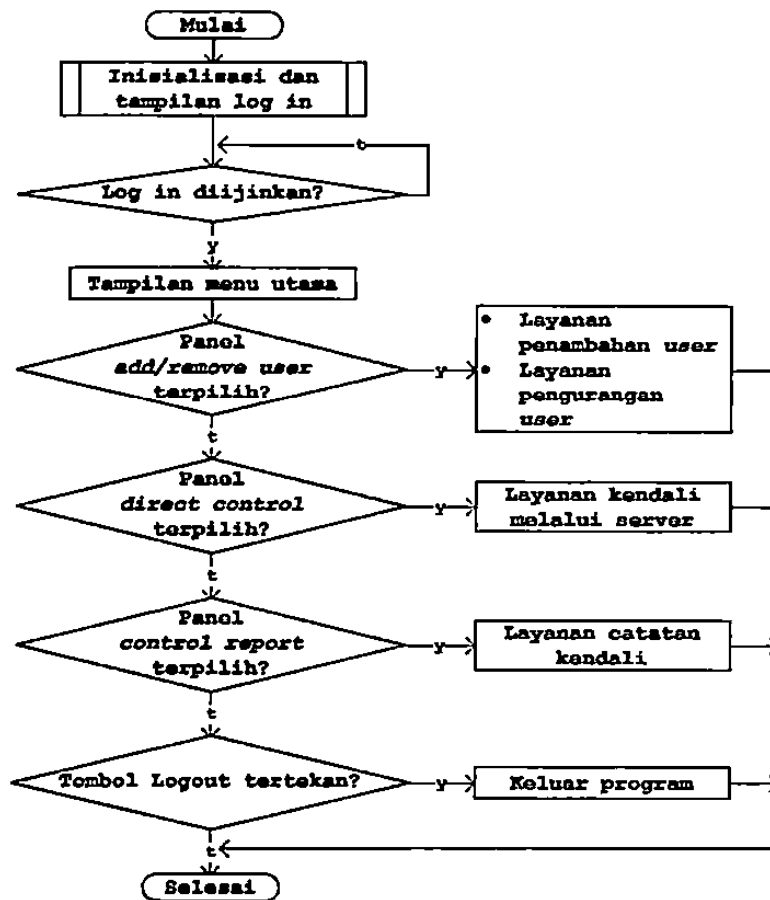 Mulai
Inisialisasi dan
tampilan log in
t
Log in diijinkan?
y
Tampilan menu utama
Panel
add/remove user
terpilih?
y
• Layanan
penambahan user
• Layanan
pengurangan
user
t
Panel
direct control
terpilih?
y
Layanan kendali
melalui server
t
Panel
control report
terpilih?
y
Layanan catatan
kendali
t
Tombol Logout tertekan?
y
Keluar program
t
Selesai